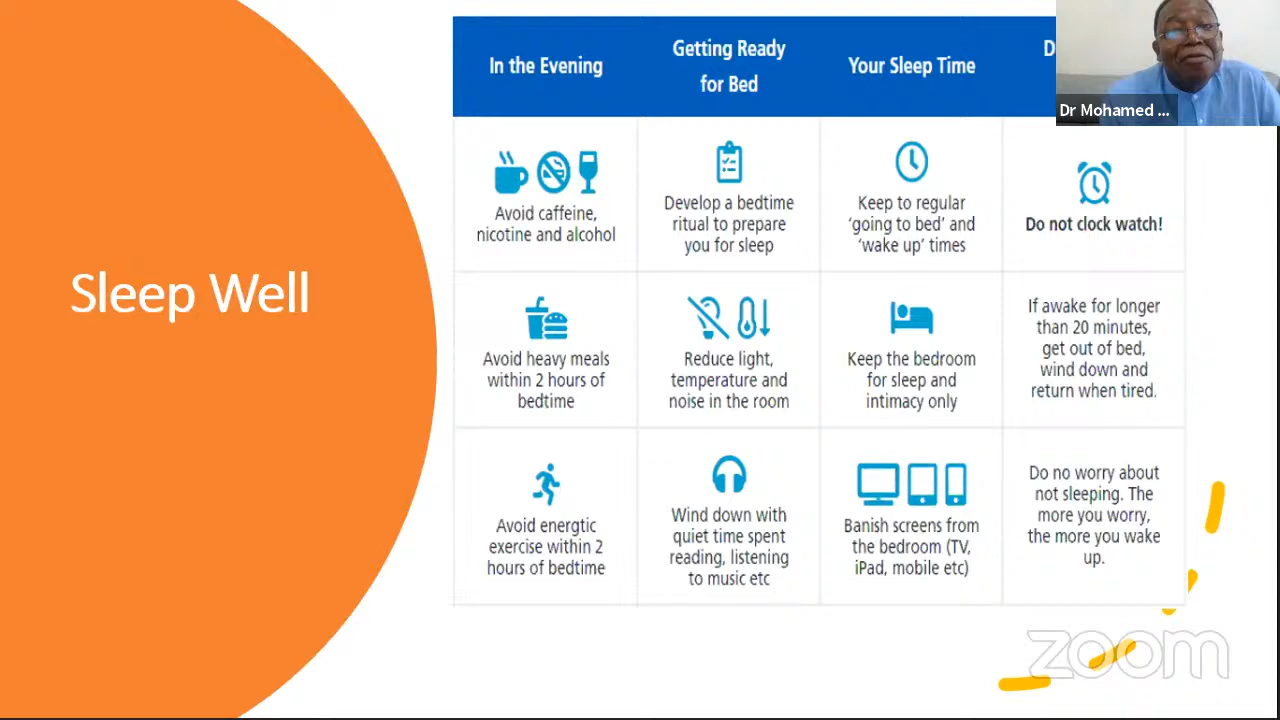 Sleep Well
In the Evening
Getting Ready
for Bed
Your Sleep Time
D
Dr Mohamed ...
Avoid caffeine,
nicotine and alcohol
Develop a bedtime
ritual to prepare
you for sleep
Keep to regular
‘going to bed’ and
‘wake up’ times
Do not clock watch!
Avoid heavy meals
within 2 hours of
bedtime
Reduce light,
temperature and
noise in the room
Keep the bedroom
for sleep and
intimacy only
If awake for longer
than 20 minutes,
get out of bed,
wind down and
return when tired.
Avoid energtic
exercise within 2
hours of bedtime
Wind down with
quiet time spent
reading, listening
to music etc
Banish screens from
the bedroom (TV,
iPad, mobile etc)
Do no worry about
not sleeping. The
more you worry,
the more you wake
up.
zoom